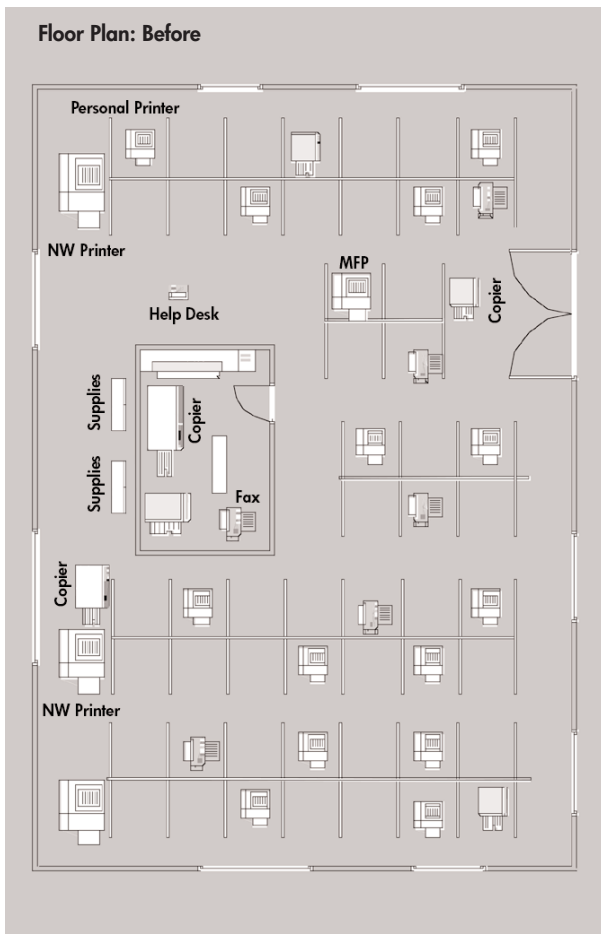 Floor Plan: Before
Personal Printer
NW Printer
MFP
Copier
Help Desk
Supplies
Copier
Supplies
Fax
Copier
NW Printer